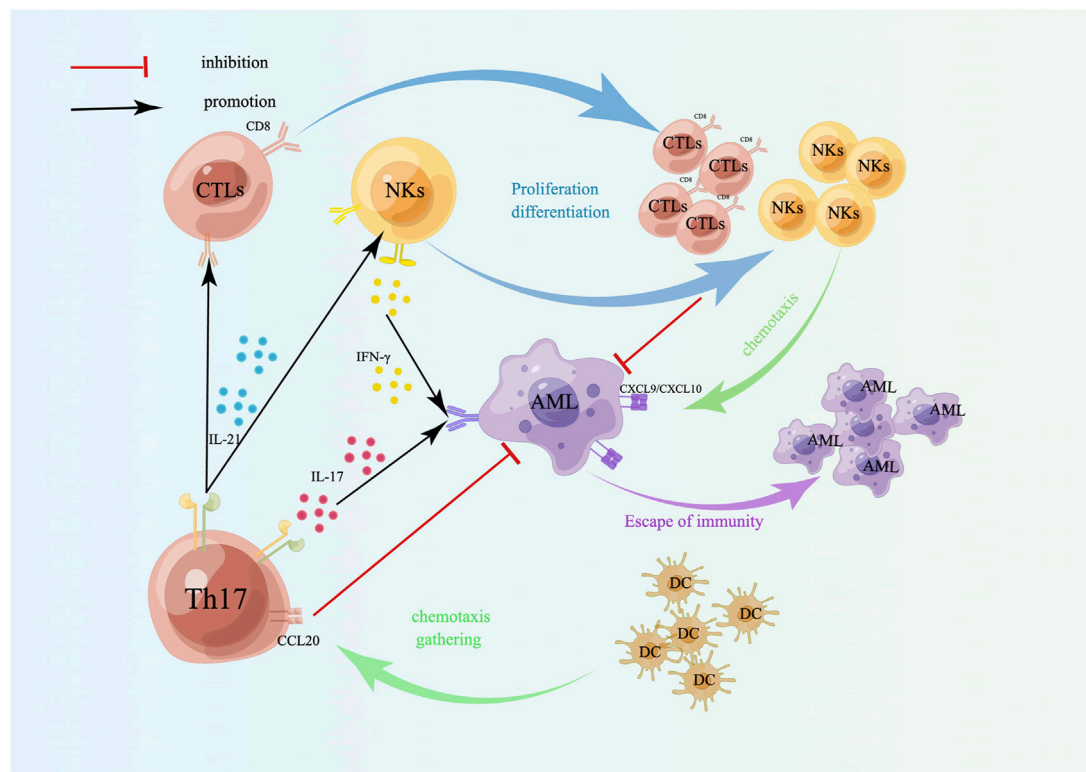 inhibition
promotion
CD8
CTLs
NKs
Proliferation
differentiation
CD8
CTLs
CD8
CTLs
CD8
CTLs
CD8
CTLs
NKs
NKs
NKs
NKs
chemotaxis
IFN-γ
AML
CXCL9/CXCL10
IL-21
IL-17
AML
AML
AML
AML
Escape of immunity
Th17
CCL20
chemotaxis
gathering
DC
DC
DC
DC
DC